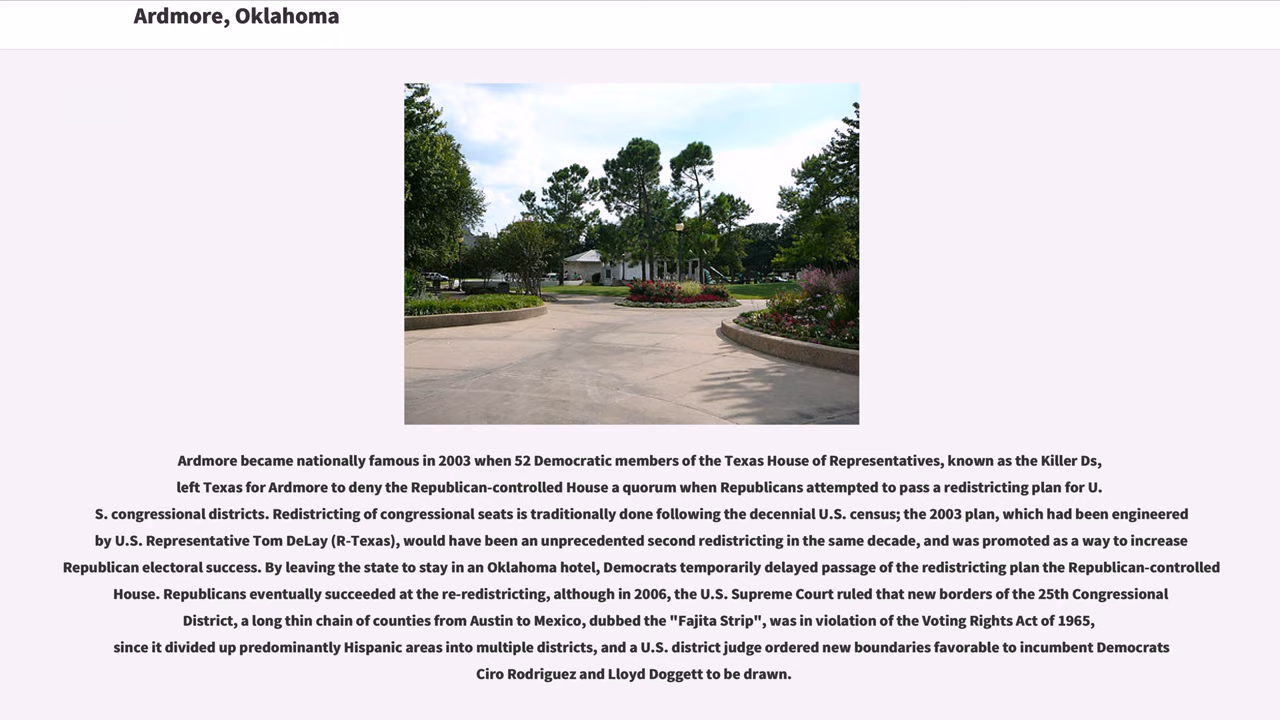 Ardmore, Oklahoma
Ardmore became nationally famous in 2003 when 52 Democratic members of the Texas House of Representatives, known as the Killer Ds,
left Texas for Ardmore to deny the Republican-controlled House a quorum when Republicans attempted to pass a redistricting plan for U.
S. congressional districts. Redistricting of congressional seats is traditionally done following the decennial U.S. census; the 2003 plan, which had been engineered
by U.S. Representative Tom DeLay (R-Texas), would have been an unprecedented second redistricting in the same decade, and was promoted as a way to increase
Republican electoral success. By leaving the state to stay in an Oklahoma hotel, Democrats temporarily delayed passage of the redistricting plan the Republican-controlled
House. Republicans eventually succeeded at the re-redistricting, although in 2006, the U.S. Supreme Court ruled that new borders of the 25th Congressional
District, a long thin chain of counties from Austin to Mexico, dubbed the "Fajita Strip", was in violation of the Voting Rights Act of 1965,
since it divided up predominantly Hispanic areas into multiple districts, and a U.S. district judge ordered new boundaries favorable to incumbent Democrats
Ciro Rodriguez and Lloyd Doggett to be drawn.